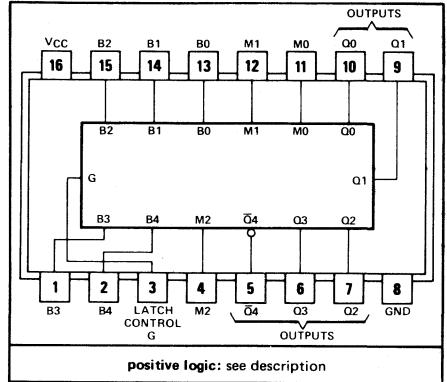 OUTPUTS
VCC B2 B1 B0 M1 M0 Q0 Q1
16 15 14 13 12 11 10 9
B2 B1 B0 M1 M0 Q0
G Q1
B3 B4 M2 Q̅4 Q3 Q2
1 2 3 4 5 6 7 8
B3 B4 LATCH M2 Q̅4 Q3 Q2 GND
CONTROL
G OUTPUTS
positive logic: see description